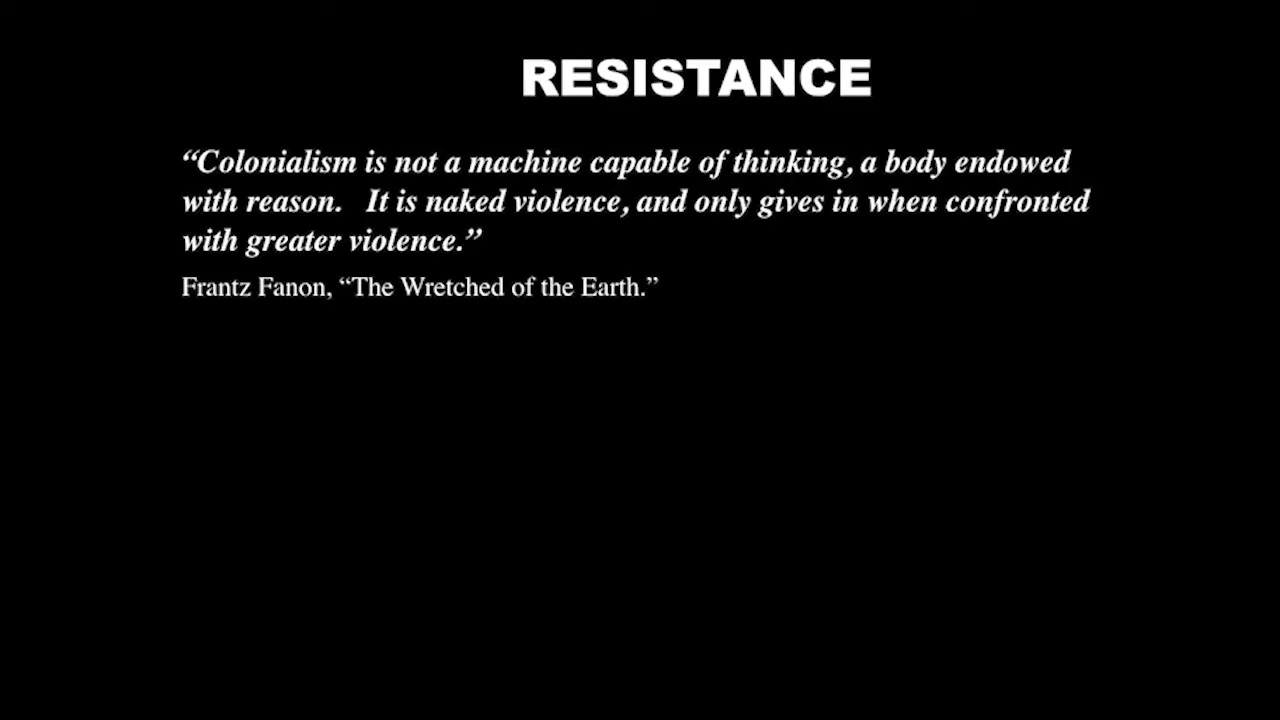 RESISTANCE
“Colonialism is not a machine capable of thinking, a body endowed
with reason.   It is naked violence, and only gives in when confronted
with greater violence.”
Frantz Fanon, “The Wretched of the Earth.”